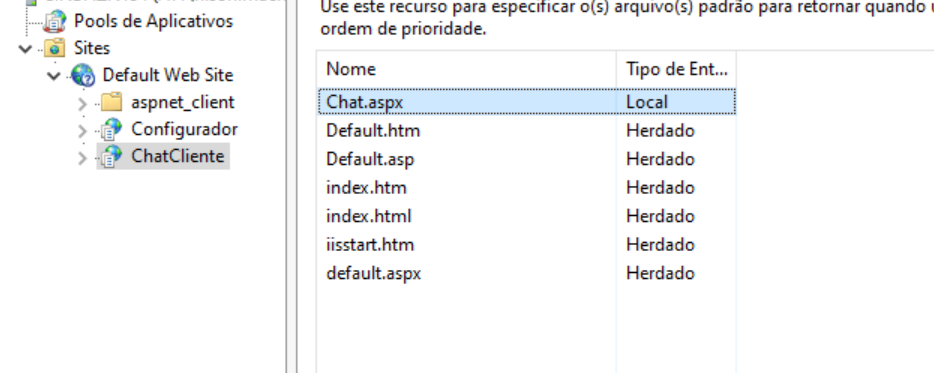 Pools de Aplicativos
Sites
Default Web Site
aspnet_client
Configurador
ChatCliente
Use este recurso para especificar o(s) arquivo(s) padrão para retornar quando
ordem de prioridade.
Nome Tipo de Ent...
Chat.aspx Local
Default.htm Herdado
Default.asp Herdado
index.htm Herdado
index.html Herdado
iisstart.htm Herdado
default.aspx Herdado